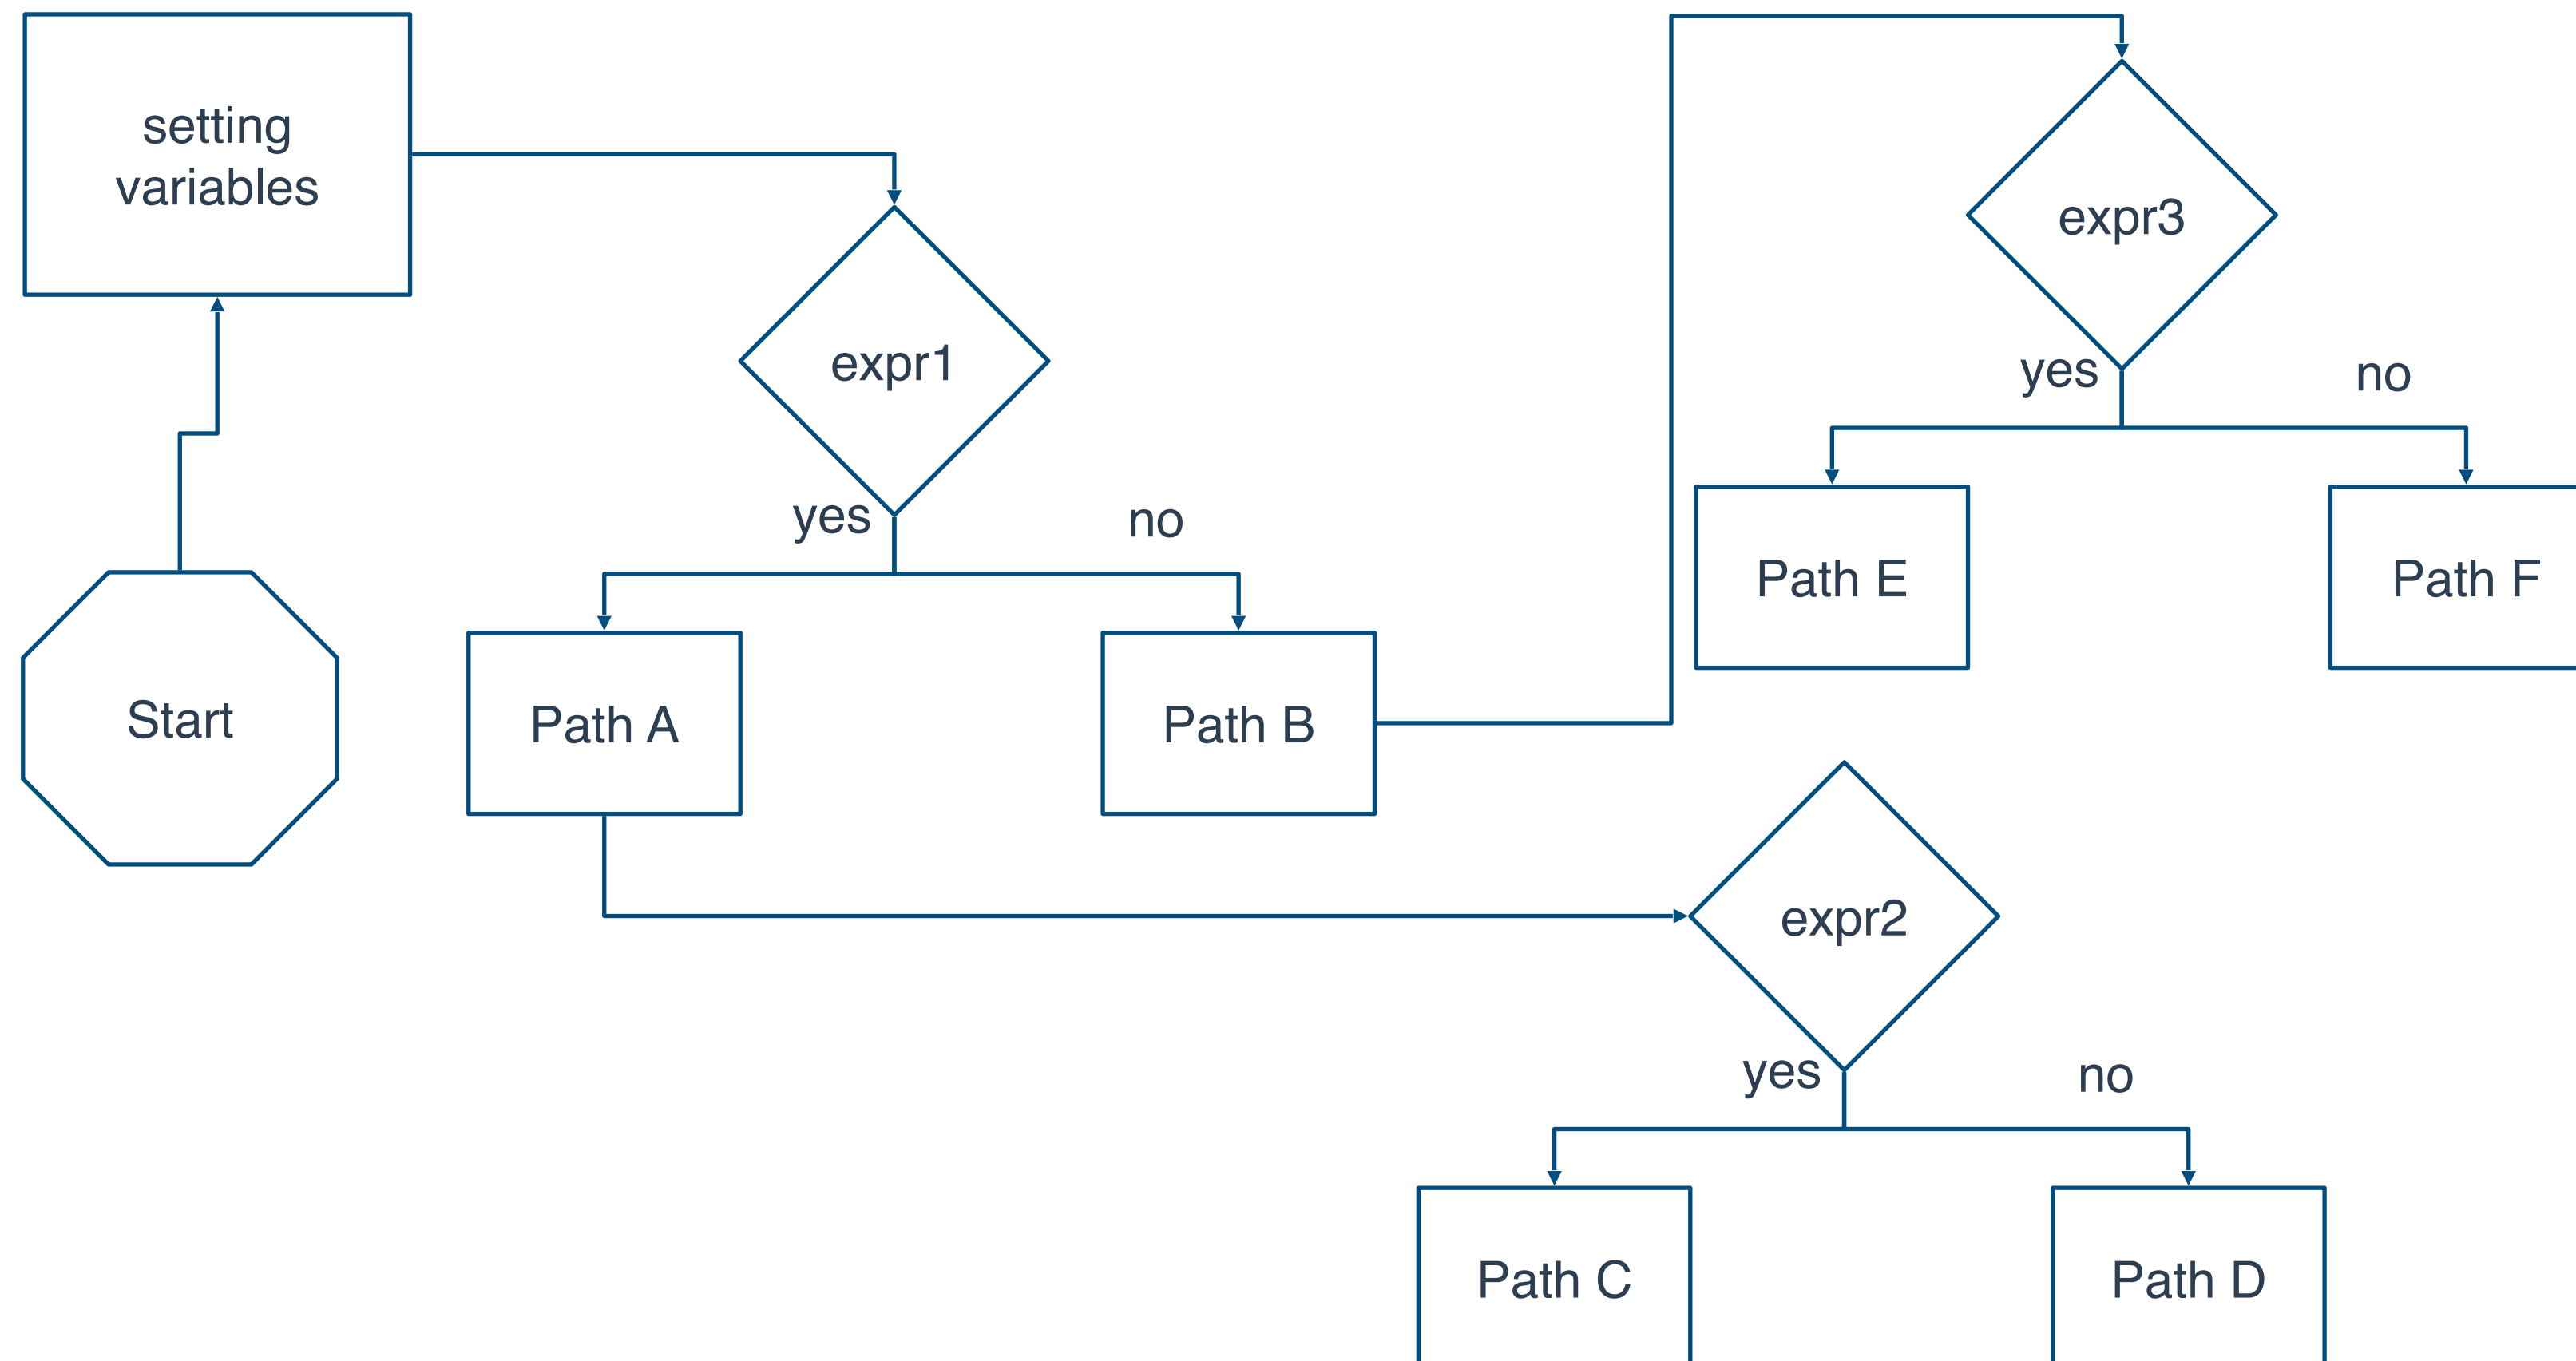 setting
variables
Start
expr1
yes
no
Path A
Path B
expr3
yes
no
Path E
Path F
expr2
yes
no
Path C
Path D